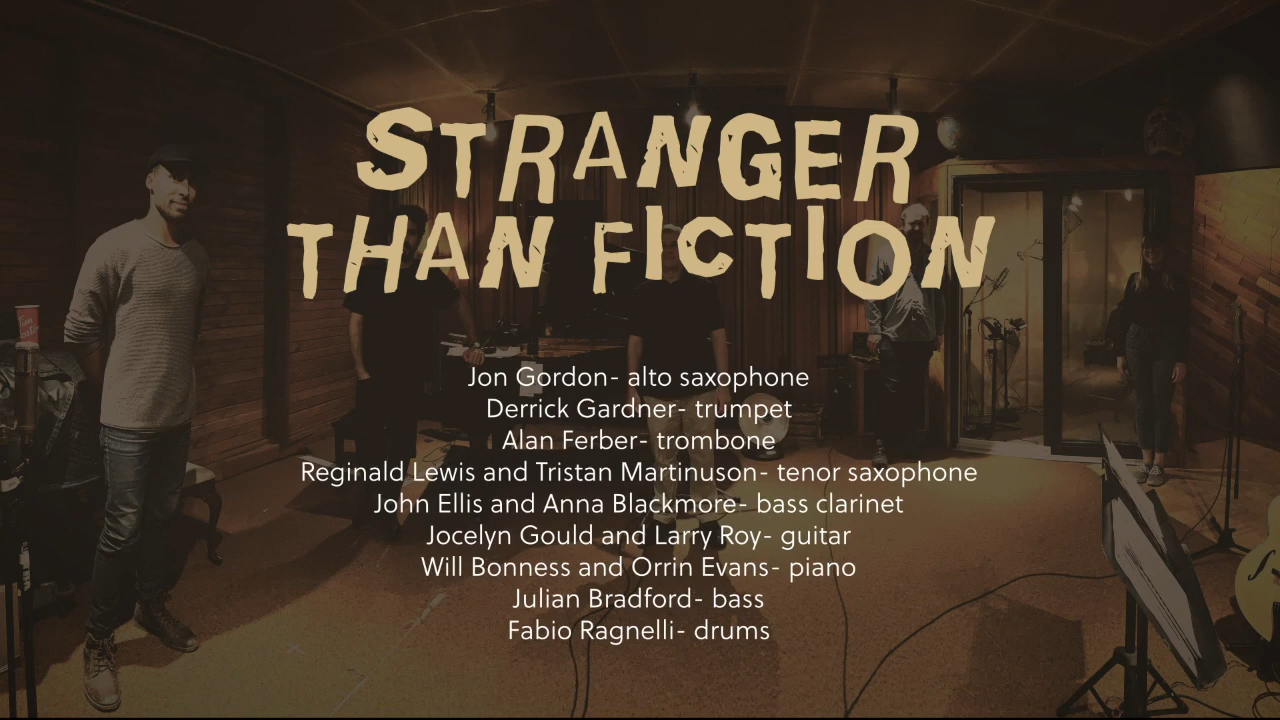 STRANGER
THAN FICTION
Jon Gordon- alto saxophone
Derrick Gardner- trumpet
Alan Ferber- trombone
Reginald Lewis and Tristan Martinuson- tenor saxophone
John Ellis and Anna Blackmore- bass clarinet
Jocelyn Gould and Larry Roy- guitar
Will Bonness and Orrin Evans- piano
Julian Bradford- bass
Fabio Ragnelli- drums